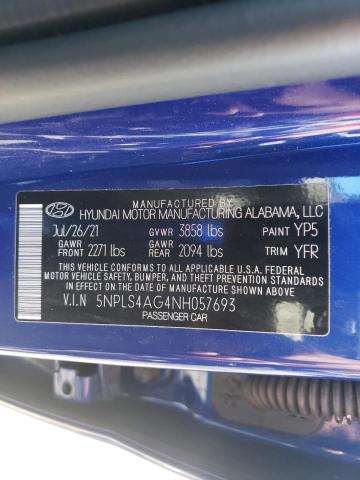 MANUFACTURED BY
HYUNDAI MOTOR MANUFACTURING ALABAMA, LLC
Jul/26/21 GVWR 3858 lbs PAINT YP5
GAWR FRONT 2271 lbs GAWR REAR 2094 lbs TRIM YFR
THIS VEHICLE CONFORMS TO ALL APPLICABLE U.S.A. FEDERAL
MOTOR VEHICLE SAFETY, BUMPER, AND THEFT PREVENTION
STANDARDS IN EFFECT ON THE DATE OF MANUFACTURE SHOWN ABOVE.
V.I.N 5NPLS4AG4NH057693
PASSENGER CAR